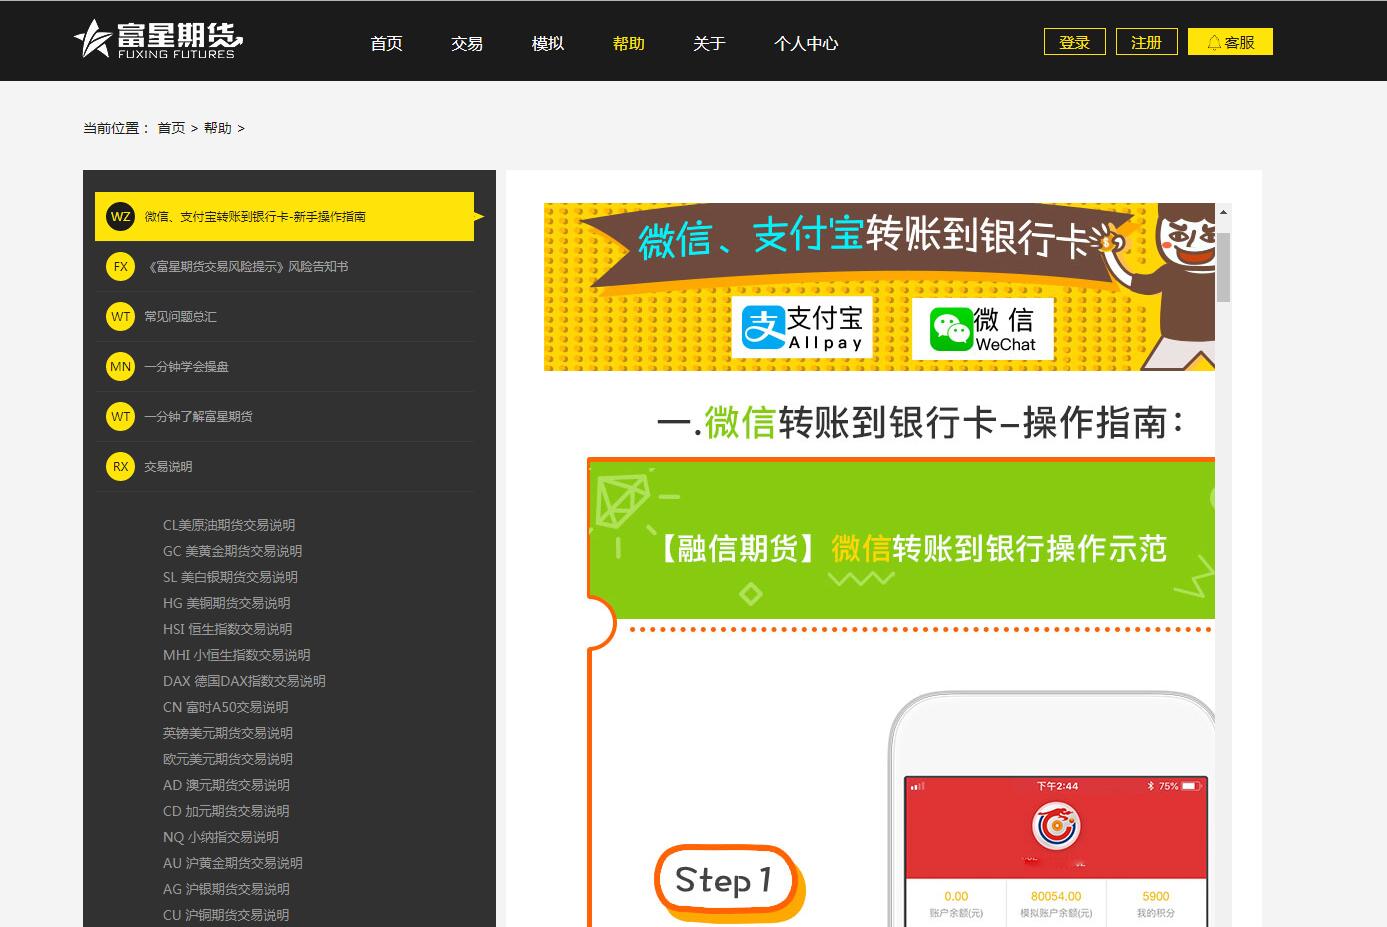 富星期货
FUXING FUTURES
首页 交易 模拟 帮助 关于 个人中心
登录 注册 客服
当前位置： 首页 > 帮助 >
WZ 微信、支付宝转账到银行卡-新手操作指南
FX 《富星期货交易风险提示》风险告知书
WT 常见问题总汇
MN 一分钟学会操盘
WT 一分钟了解富星期货
RX 交易说明
CL美原油期货交易说明
GC 美黄金期货交易说明
SL 美白银期货交易说明
HG 美铜期货交易说明
HSI 恒生指数交易说明
MHI 小恒生指数交易说明
DAX 德国DAX指数交易说明
CN 富时A50交易说明
英镑美元期货交易说明
欧元美元期货交易说明
AD 澳元期货交易说明
CD 加元期货交易说明
NQ 小纳指交易说明
AU 沪黄金期货交易说明
AG 沪银期货交易说明
CU 沪铜期货交易说明
微信、支付宝转账到银行卡
支 支付宝
Allpay
微 信
WeChat
一.微信转账到银行卡–操作指南：
【融信期货】微信转账到银行操作示范
Step 1
下午2:44 75%
0.00 80054.00 5900
账户余额(元) 模拟账户余额(元) 我的积分